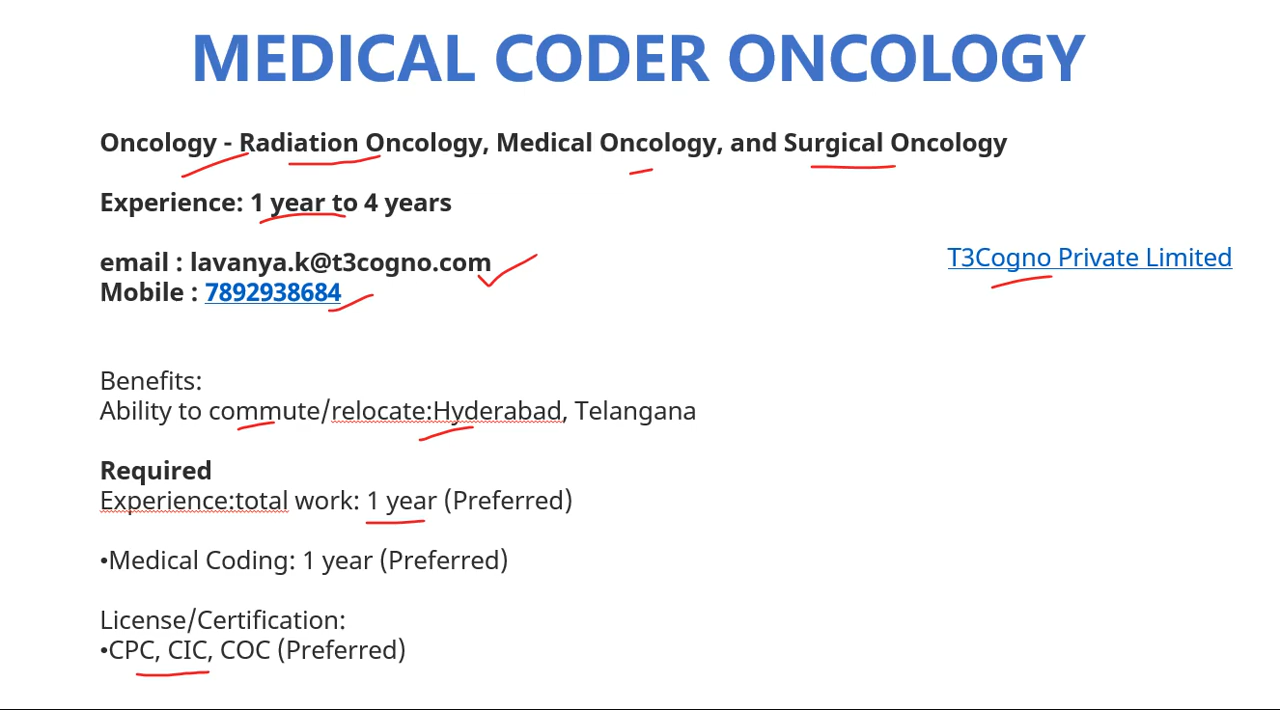 MEDICAL CODER ONCOLOGY
Oncology - Radiation Oncology, Medical Oncology, and Surgical Oncology
Experience: 1 year to 4 years
email : lavanya.k@t3cogno.com
Mobile : 7892938684
T3Cogno Private Limited
Benefits:
Ability to commute/relocate:Hyderabad, Telangana
Required
Experience:total work: 1 year (Preferred)
•Medical Coding: 1 year (Preferred)
License/Certification:
•CPC, CIC, COC (Preferred)